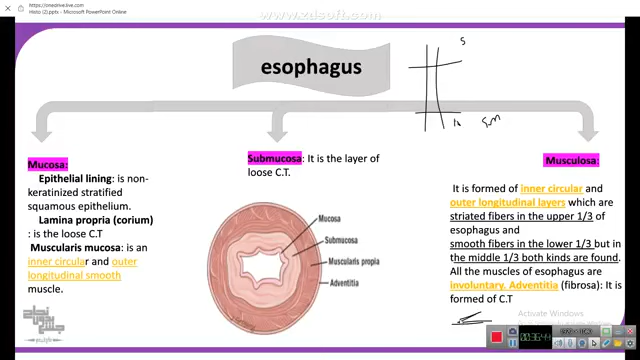 onedrive.live.com
Histo (2).pptx
Microsoft PowerPoint Online
www.zdsoft.com
esophagus
S
Sm
Mucosa:
Epithelial lining: is non-
keratinized stratified
squamous epithelium.
Lamina propria (corium)
: is the loose C.T
Muscularis mucosa: is an
inner circular and outer
longitudinal smooth
muscle.
Submucosa: It is the layer of
loose C.T.
Mucosa
Submucosa
Muscularis propia
Adventitia
Musculosa:
It is formed of inner circular and
outer longitudinal layers which are
striated fibers in the upper 1/3 of
esophagus and
smooth fibers in the lower 1/3 but in
the middle 1/3 both kinds are found.
All the muscles of esophagus are
involuntary. Adventitia (fibrosa): It is
formed of C.T
Activate Windows